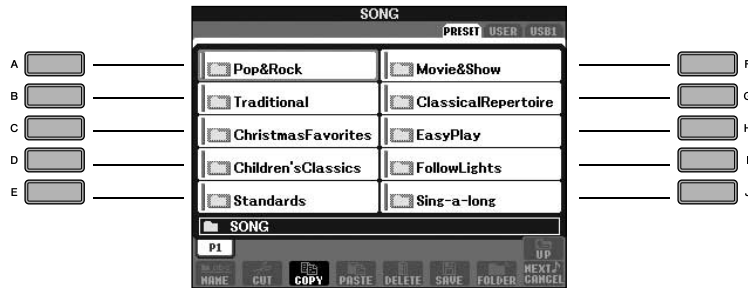 SONG
PRESET USER USB1
A Pop&Rock Movie&Show F
B Traditional ClassicalRepertoire
C ChristmasFavorites EasyPlay H
D Children'sClassics FollowLights I
E Standards Sing-a-long J
SONG
P1 UP
NAME CUT COPY PASTE DELETE SAVE FOLDER NEXT CANCEL